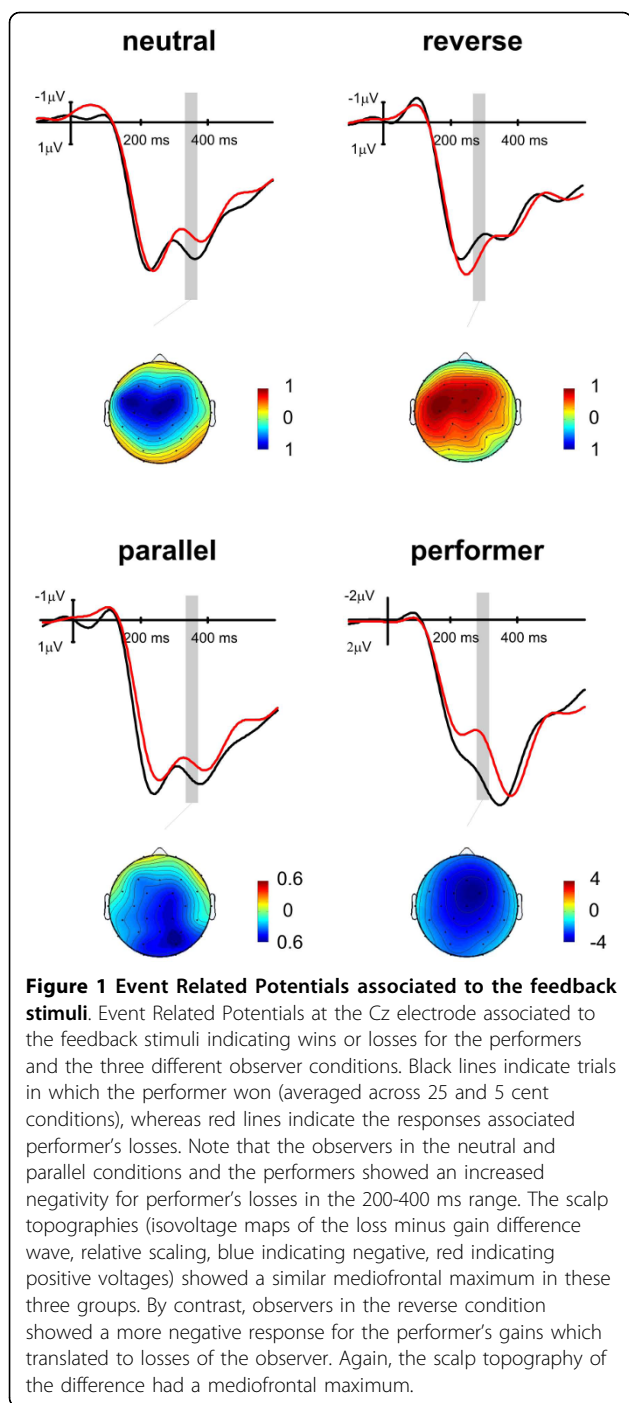 neutral
reverse
-1µV
1µV
200 ms
400 ms
-1µV
1µV
200 ms
400 ms
1
0
1
1
0
1
parallel
performer
-1µV
1µV
200 ms
400 ms
-2µV
2µV
200 ms
400 ms
0.6
0
0.6
4
0
-4
Figure 1 Event Related Potentials associated to the feedback
stimuli. Event Related Potentials at the Cz electrode associated to
the feedback stimuli indicating wins or losses for the performers
and the three different observer conditions. Black lines indicate trials
in which the performer won (averaged across 25 and 5 cent
conditions), whereas red lines indicate the responses associated
performer's losses. Note that the observers in the neutral and
parallel conditions and the performers showed an increased
negativity for performer's losses in the 200-400 ms range. The scalp
topographies (isovoltage maps of the loss minus gain difference
wave, relative scaling, blue indicating negative, red indicating
positive voltages) showed a similar mediofrontal maximum in these
three groups. By contrast, observers in the reverse condition
showed a more negative response for the performer's gains which
translated to losses of the observer. Again, the scalp topography of
the difference had a mediofrontal maximum.